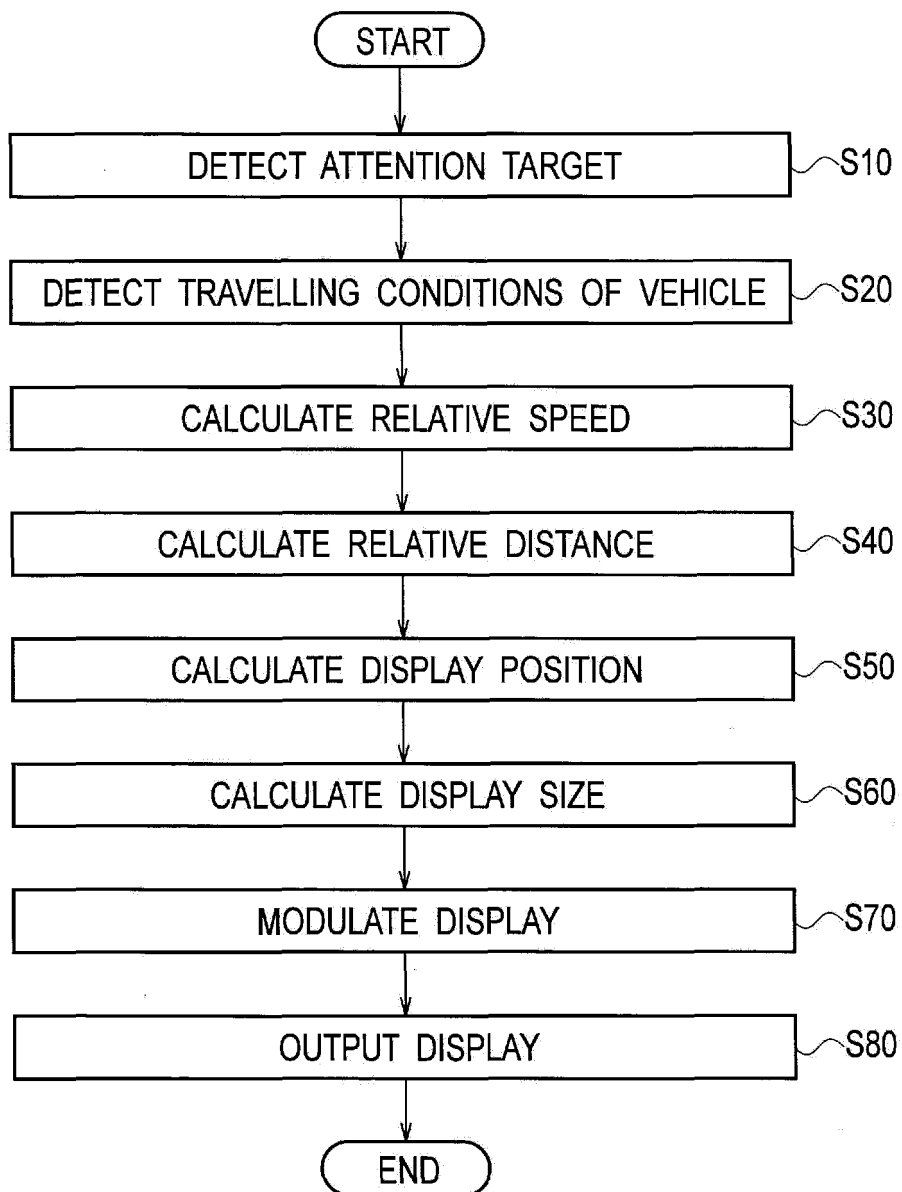 START
DETECT ATTENTION TARGET
S10
DETECT TRAVELLING CONDITIONS OF VEHICLE
S20
CALCULATE RELATIVE SPEED
S30
CALCULATE RELATIVE DISTANCE
S40
CALCULATE DISPLAY POSITION
S50
CALCULATE DISPLAY SIZE
S60
MODULATE DISPLAY
S70
OUTPUT DISPLAY
S80
END